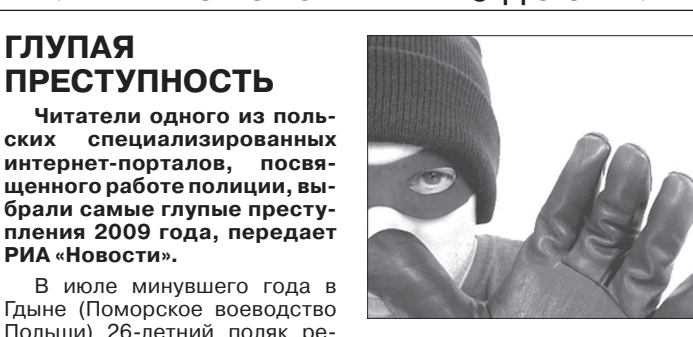 ГЛУПАЯ
ПРЕСТУПНОСТЬ
Читатели одного из поль-
ских специализированных
интернет-порталов, посвя-
щенного работе полиции, вы-
брали самые глупые престу-
пления 2009 года, передает
РИА «Новости».
В июле минувшего года в
Гдыне (Поморское воеводство
Польши) 26-летний поляк ре-